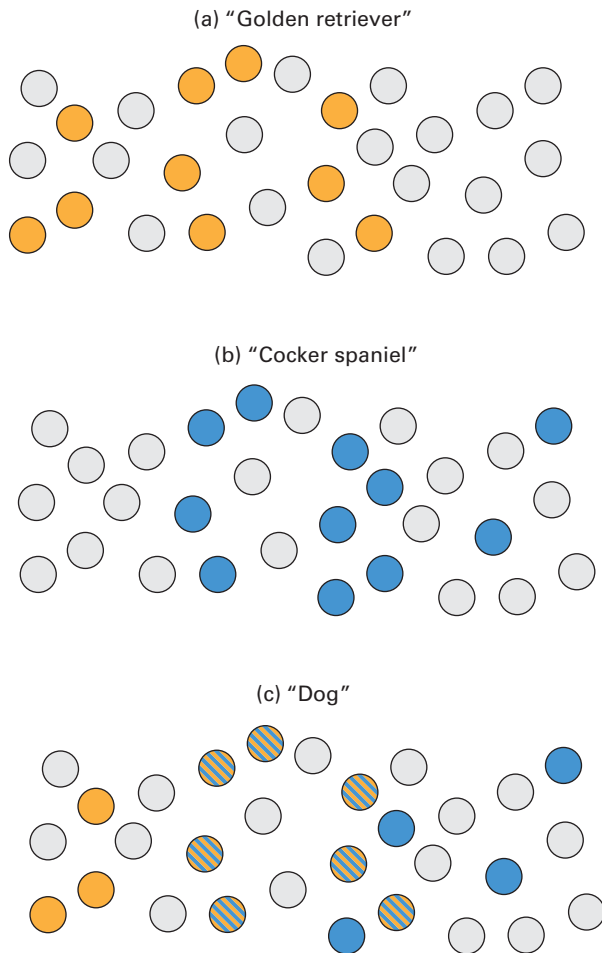 (a) “Golden retriever”
(b) “Cocker spaniel”
(c) “Dog”